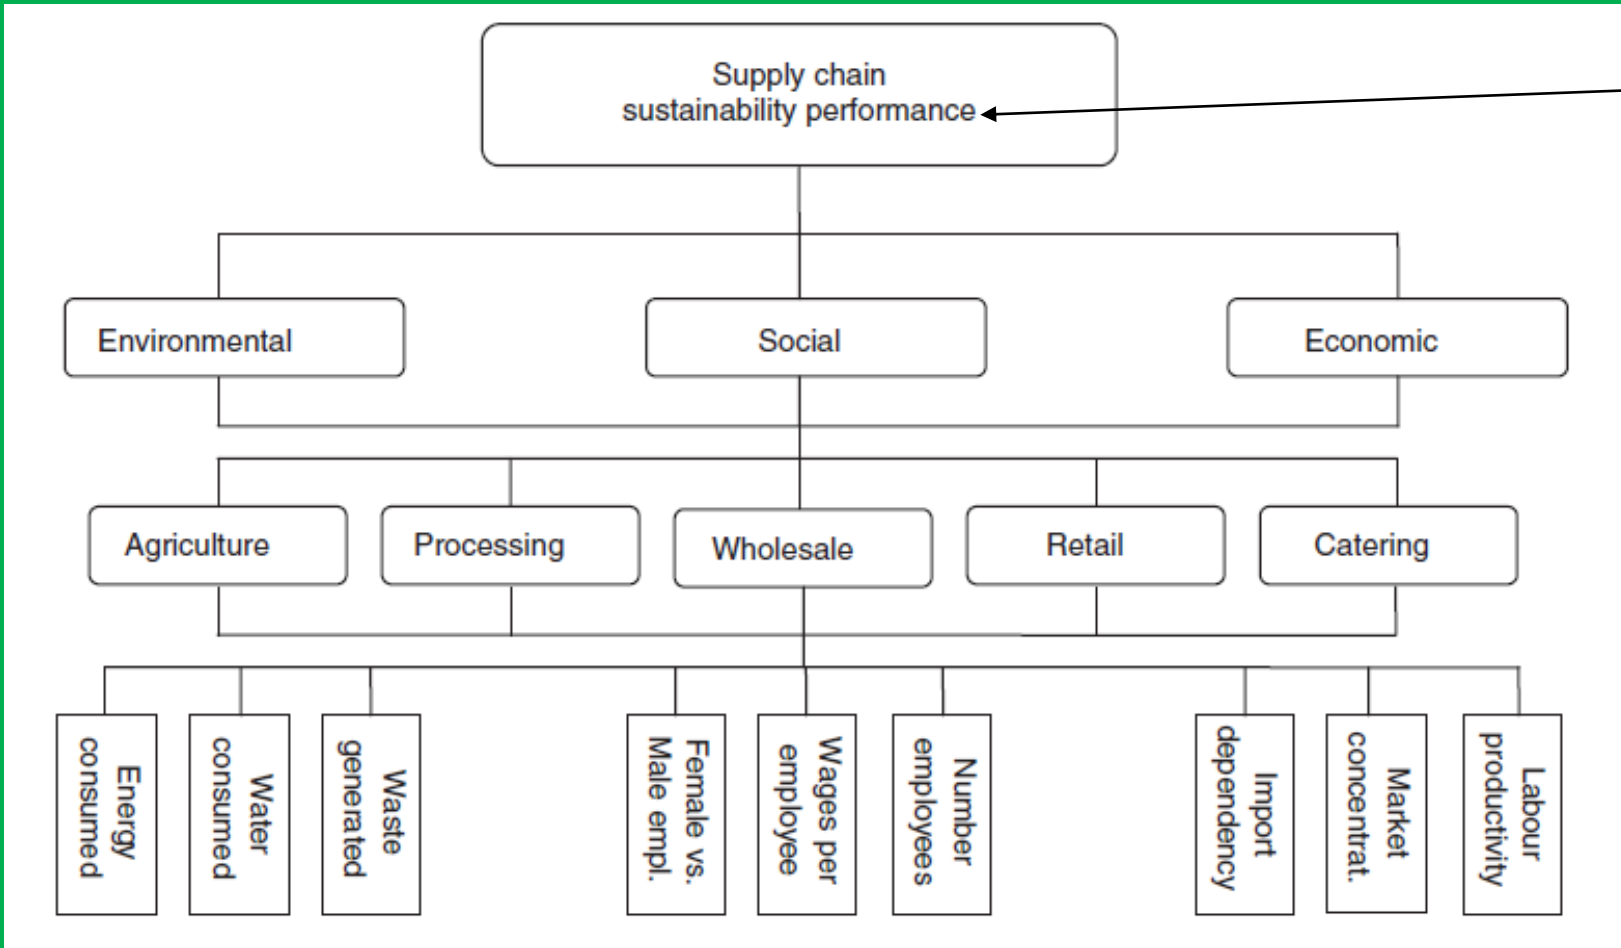 Supply chain
sustainability performance
Environmental
Social
Economic
Agriculture
Processing
Wholesale
Retail
Catering
Energy
consumed
Water
consumed
Waste
generated
Female vs.
Male empl.
Wages per
employee
Number
employees
Import
dependency
Market
concentrat.
Labour
productivity